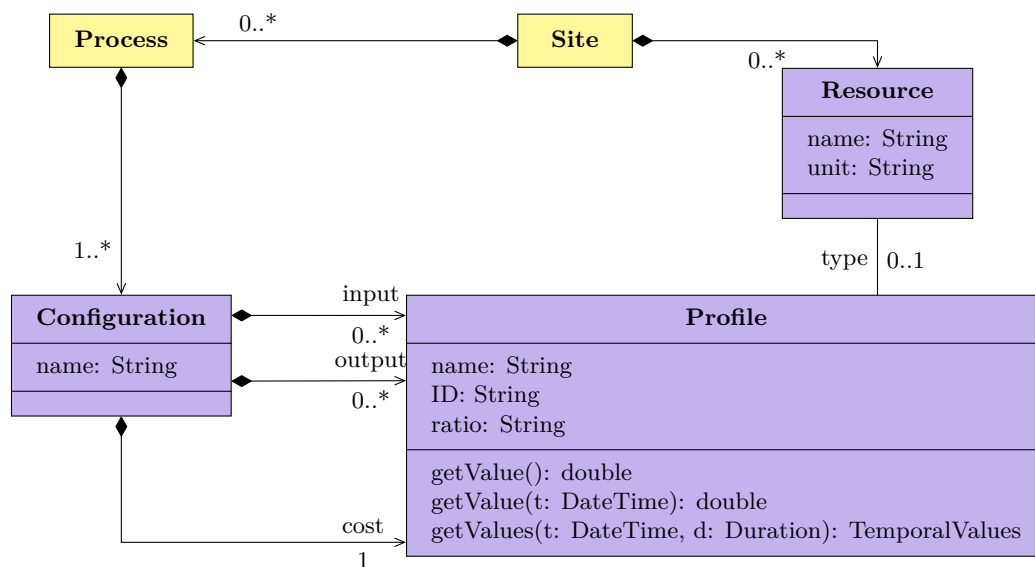 Process
0..*
Site
0..*
Resource
name: String
unit: String
1..*
type
0..1
Configuration
name: String
input
0..*
output
0..*
cost
1
Profile
name: String
ID: String
ratio: String
getValue(): double
getValue(t: DateTime): double
getValues(t: DateTime, d: Duration): TemporalValues